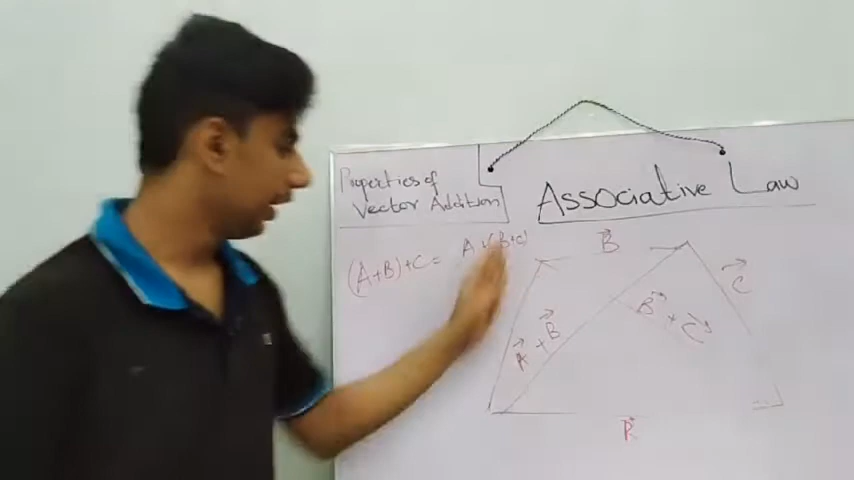 Properties of
Vector Addition
Associative Law
(A+B)+C = A+(B+C)
B⃗
C⃗
A⃗ + B⃗
B⃗ + C⃗
R⃗